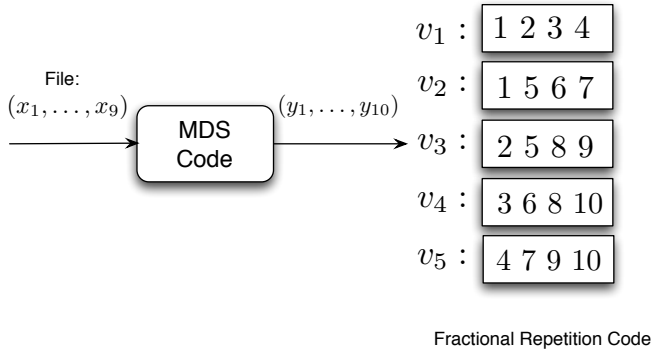 File:
(x₁, . . . , x₉)
MDS
Code
(y₁, . . . , y₁₀)
v₁ : 1 2 3 4
v₂ : 1 5 6 7
v₃ : 2 5 8 9
v₄ : 3 6 8 10
v₅ : 4 7 9 10
Fractional Repetition Code